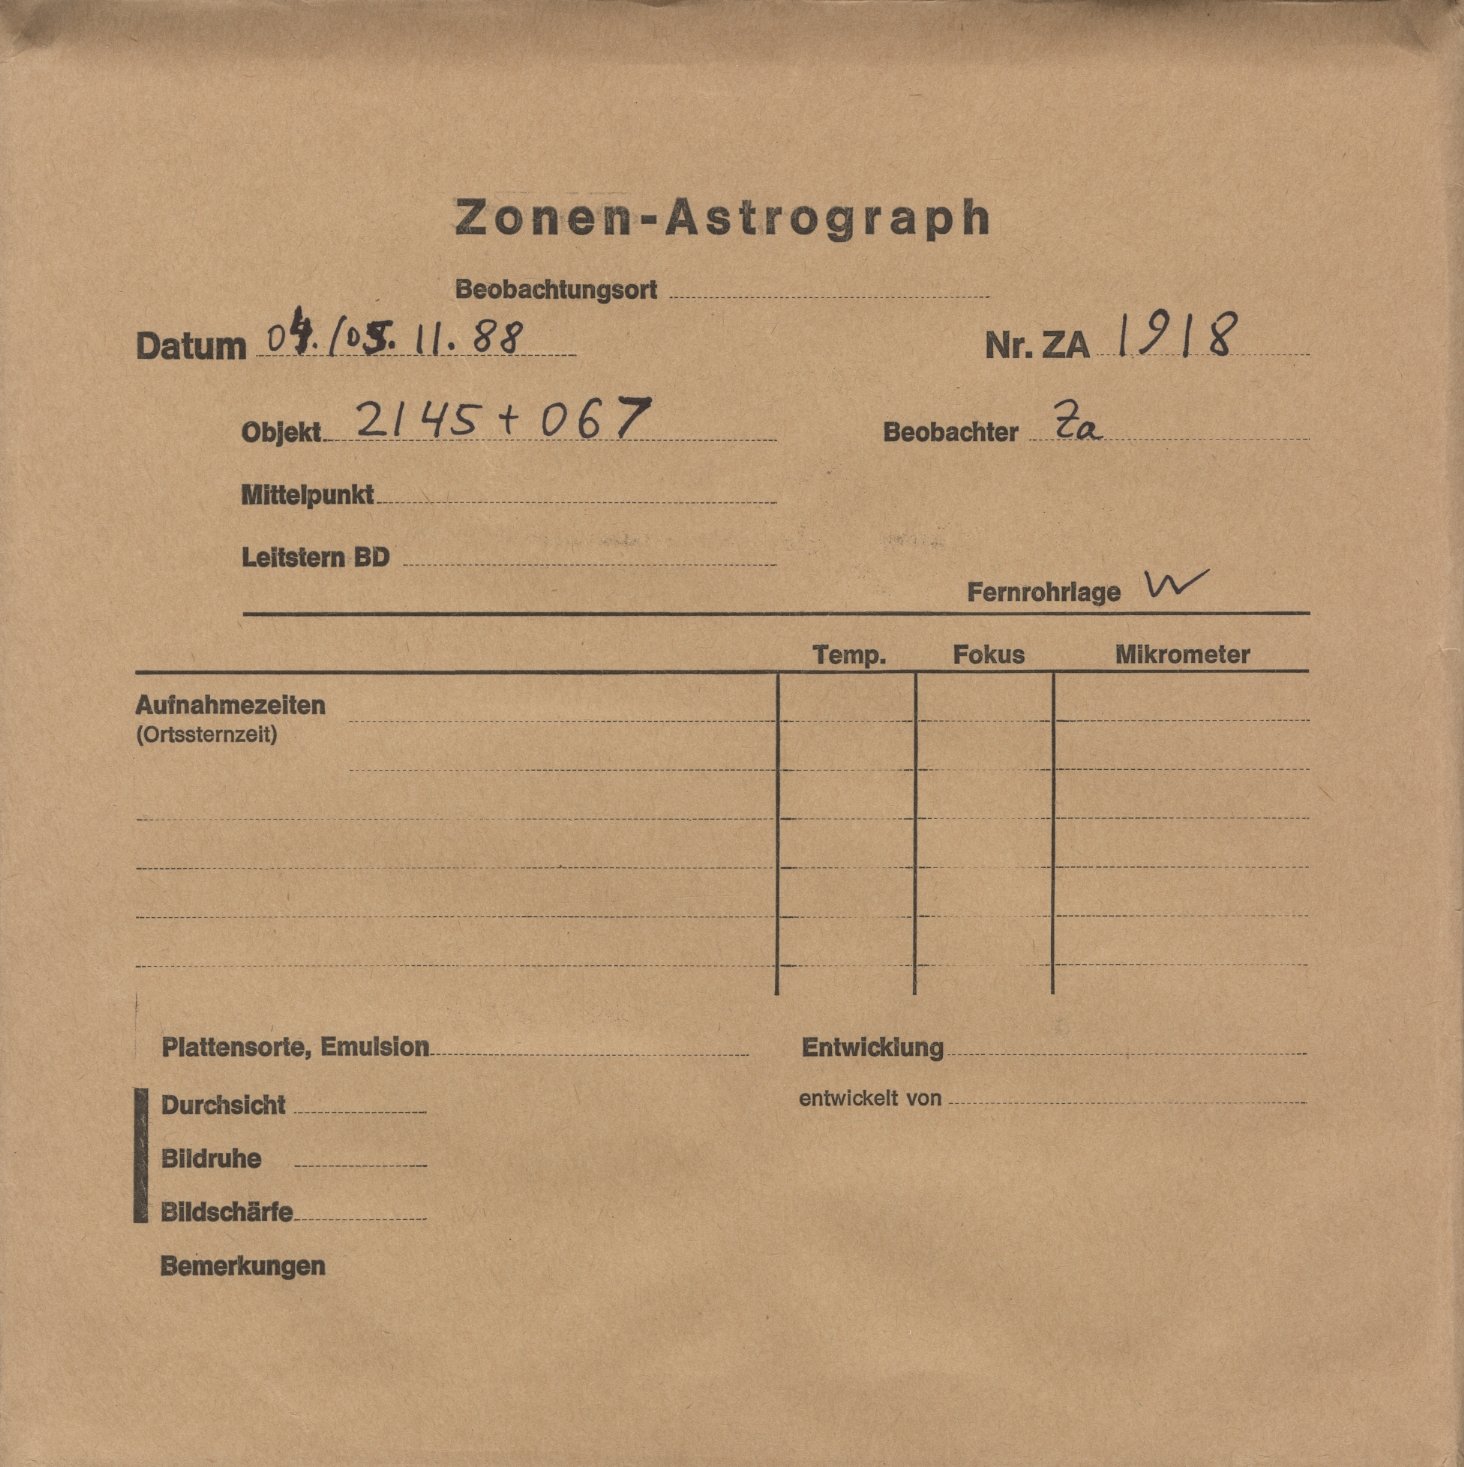 Zonen-Astrograph
Beobachtungsort
Datum 04./05. 11. 88
Nr. ZA 1918
Objekt 2145 + 067
Beobachter Za
Mittelpunkt
Leitstern BD
Fernrohrlage W
Temp. Fokus Mikrometer
Aufnahmezeiten
(Ortssternzeit)
Plattensorte, Emulsion
Entwicklung
Durchsicht
entwickelt von
Bildruhe
Bildschärfe
Bemerkungen